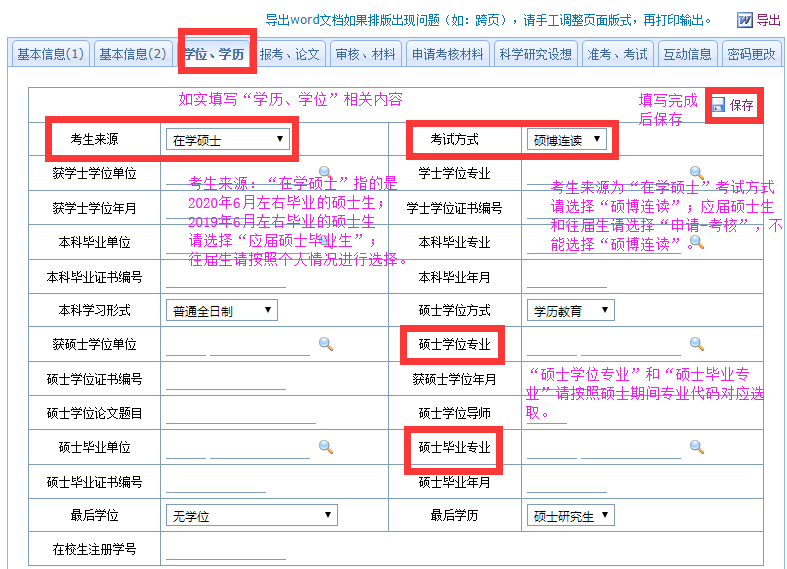 导出word文档如果排版出现问题（如：跨页），请手工调整页面版式，再打印输出。 导出
基本信息(1) 基本信息(2) 学位、学历 报考、论文 审核、材料 申请考核材料 科学研究设想 准考、考试 互动信息 密码更改
如实填写“学历、学位”相关内容
填写完成
后保存
保存
考生来源 在学硕士 考试方式 硕博连读
获学士学位单位 学士学位专业
考生来源：“在学硕士”指的是
2020年6月左右毕业的硕士生；
2019年6月左右毕业的硕士生
请选择“应届硕士毕业生”；
往届生请按照个人情况进行选择。
考生来源为“在学硕士”考试方式
请选择“硕博连读”；应届硕士生
和往届生请选择“申请-考核”，不
能选择“硕博连读”。
获学士学位年月 学士学位证书编号
本科毕业单位 本科毕业专业
本科毕业证书编号 本科毕业年月
本科学习形式 普通全日制 硕士学位方式 学历教育
获硕士学位单位 硕士学位专业
硕士学位证书编号 获硕士学位年月
“硕士学位专业”和“硕士毕业专
业”请按照硕士期间专业代码对应选
取。
硕士学位论文题目 硕士学位导师
硕士毕业单位 硕士毕业专业
硕士毕业证书编号 硕士毕业年月
最后学位 无学位 最后学历 硕士研究生
在校生注册学号